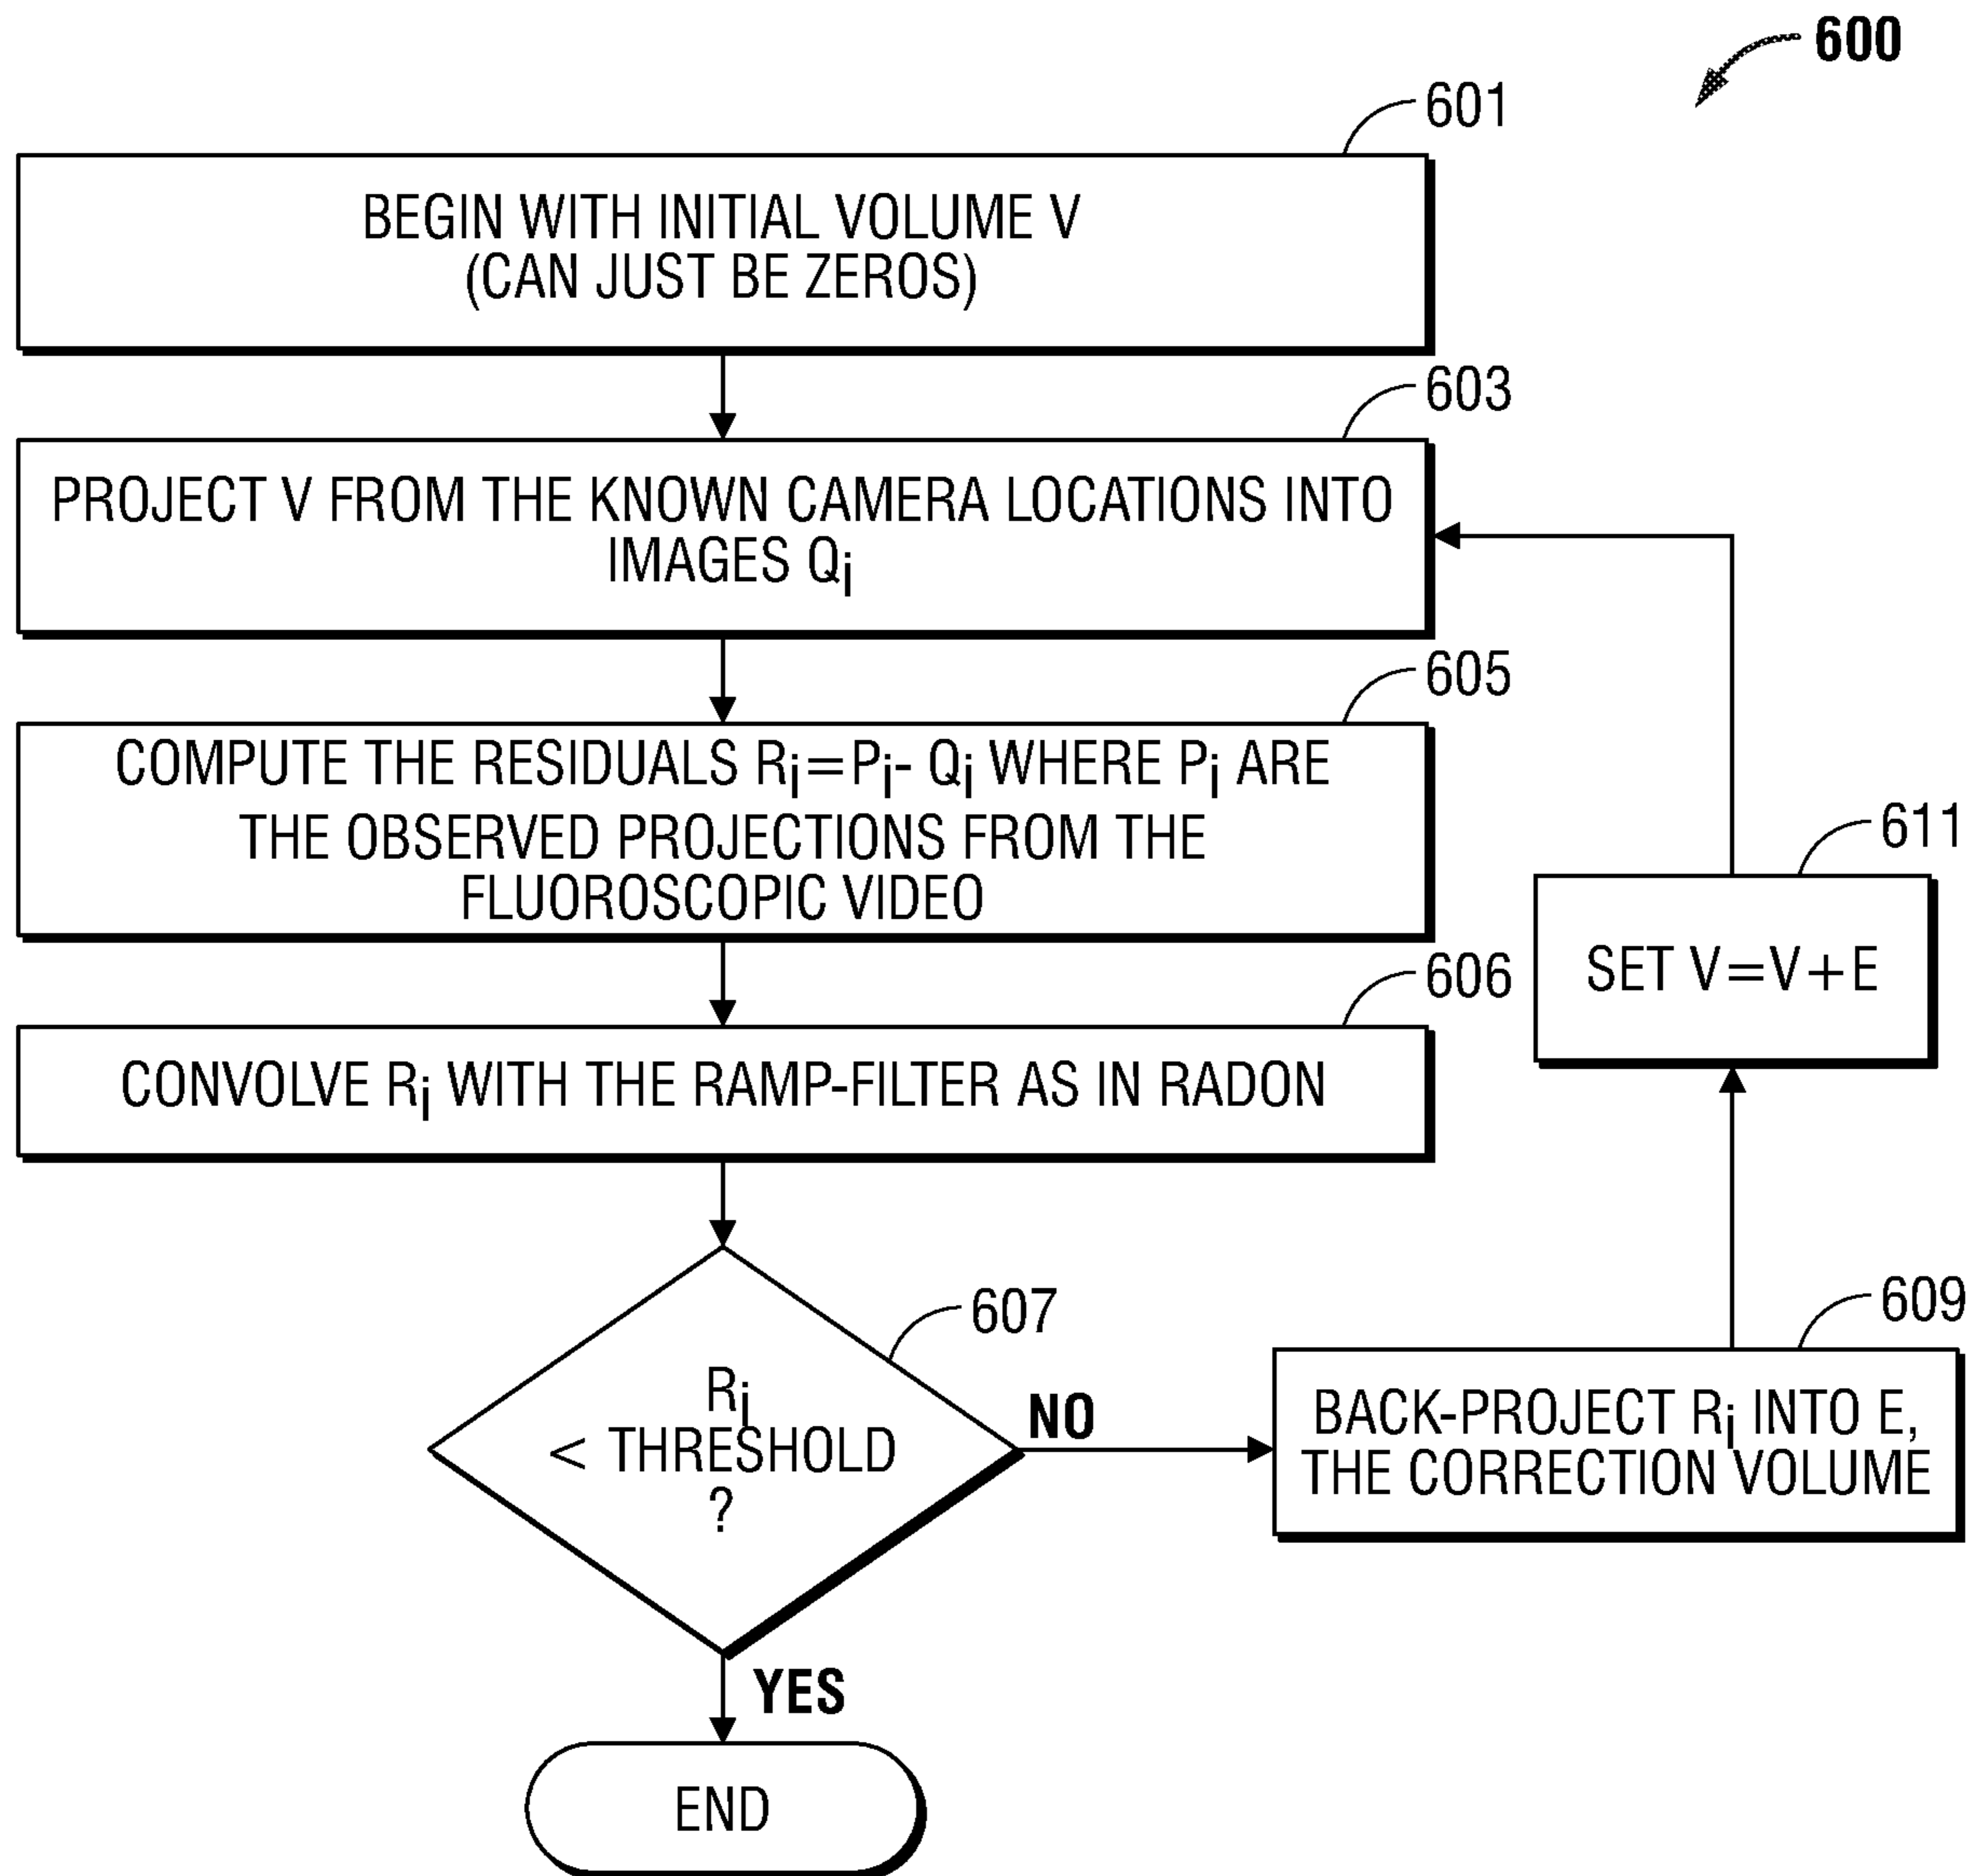 600
601
BEGIN WITH INITIAL VOLUME V
(CAN JUST BE ZEROS)
603
PROJECT V FROM THE KNOWN CAMERA LOCATIONS INTO
IMAGES Qi
605
COMPUTE THE RESIDUALS Ri=Pi- Qi WHERE Pi ARE
THE OBSERVED PROJECTIONS FROM THE
FLUOROSCOPIC VIDEO
611
SET V=V+E
606
CONVOLVE Ri WITH THE RAMP-FILTER AS IN RADON
607
Ri
< THRESHOLD
?
NO
609
BACK-PROJECT Ri INTO E,
THE CORRECTION VOLUME
YES
END